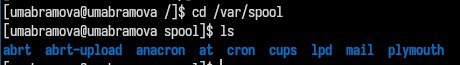 [umabramova@umabramova /]$ cd /var/spool
[umabramova@umabramova spool]$ ls
abrt  abrt-upload  anacron  at  cron  cups  lpd  mail  plymouth